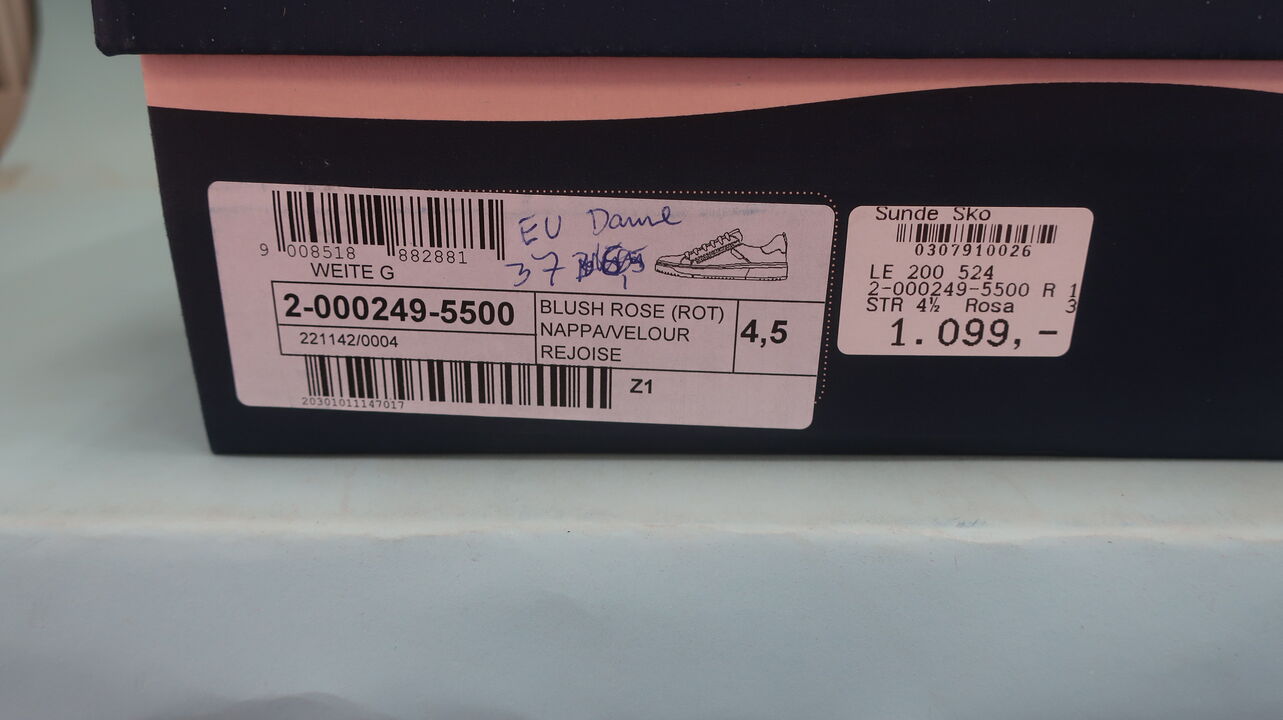 EU Dame
37
9 008518 882881
WEITE G
2-000249-5500
221142/0004
BLUSH ROSE (ROT)
NAPPA/VELOUR
REJOISE
4,5
20301011147017
Z1
Sunde Sko
0307910026
LE 200 524
2-000249-5500 R 1
STR 4½ Rosa 3
1.099,-